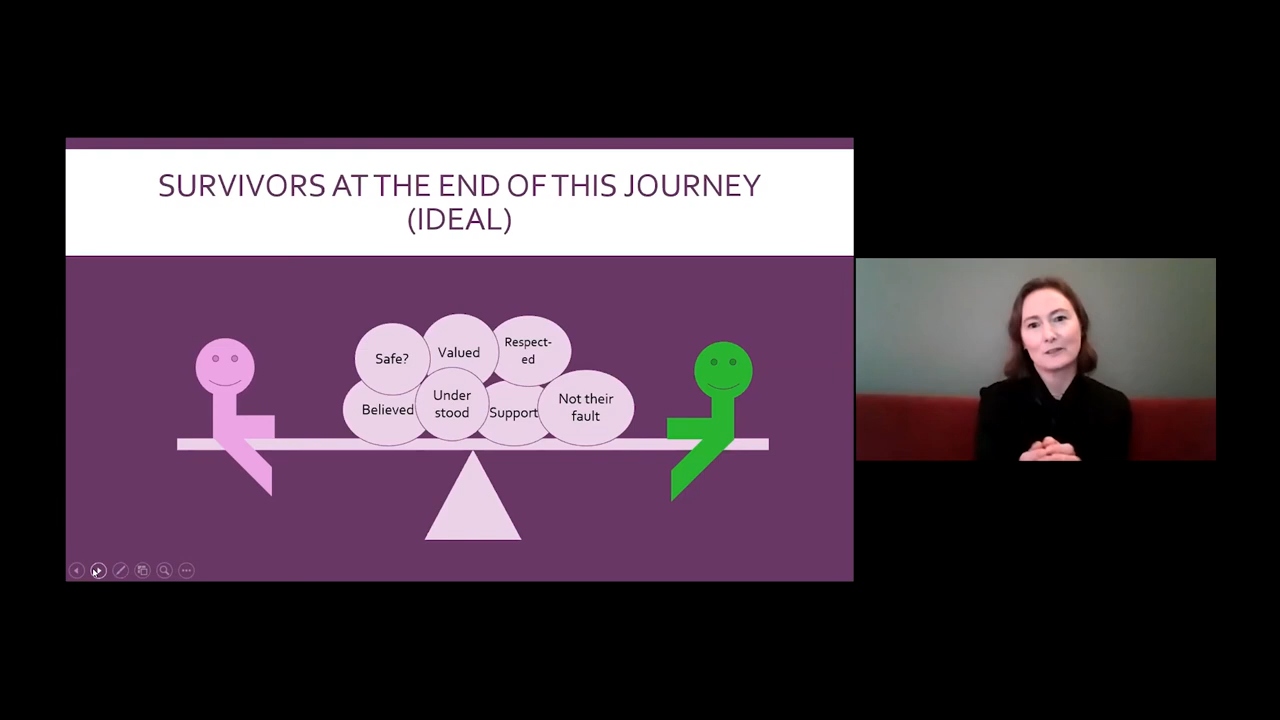 SURVIVORS AT THE END OF THIS JOURNEY
(IDEAL)
Safe?
Valued
Respect-
ed
Believed
Under
stood
Support
Not their
fault